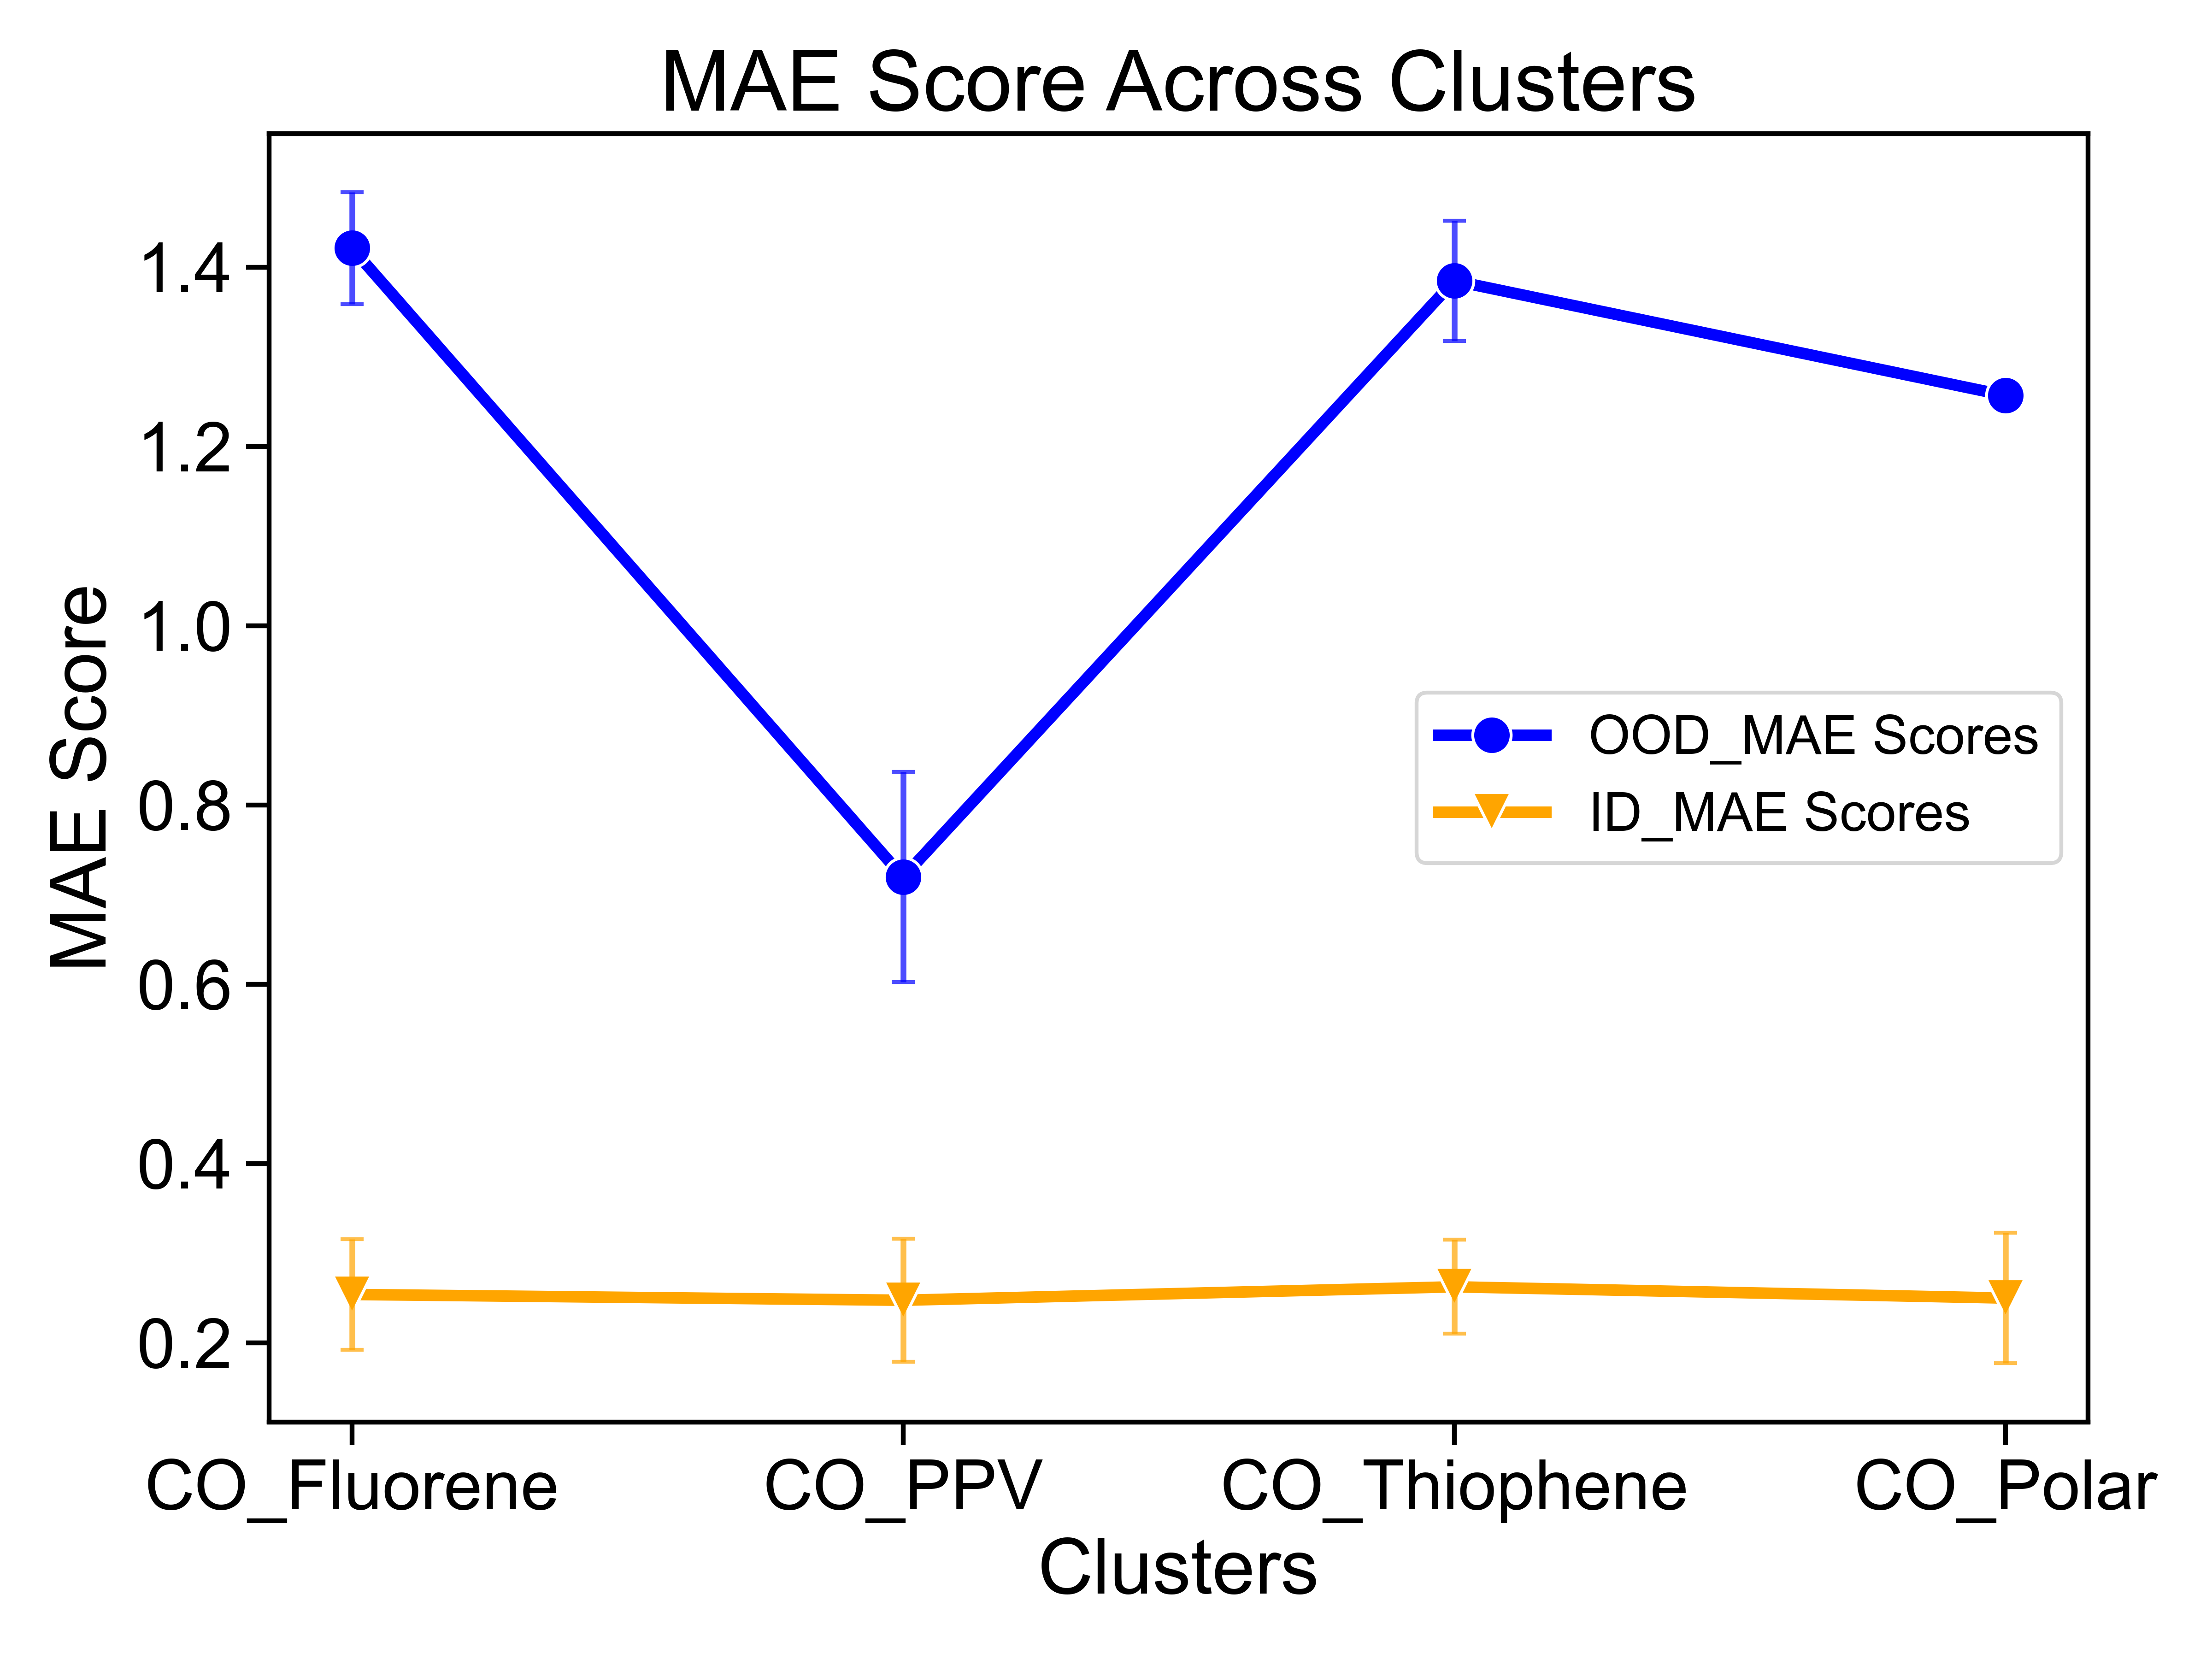 MAE Score Across Clusters
MAE Score
1.4
1.2
1.0
0.8
0.6
0.4
0.2
OOD_MAE Scores
ID_MAE Scores
CO_Fluorene CO_PPV CO_Thiophene CO_Polar
Clusters